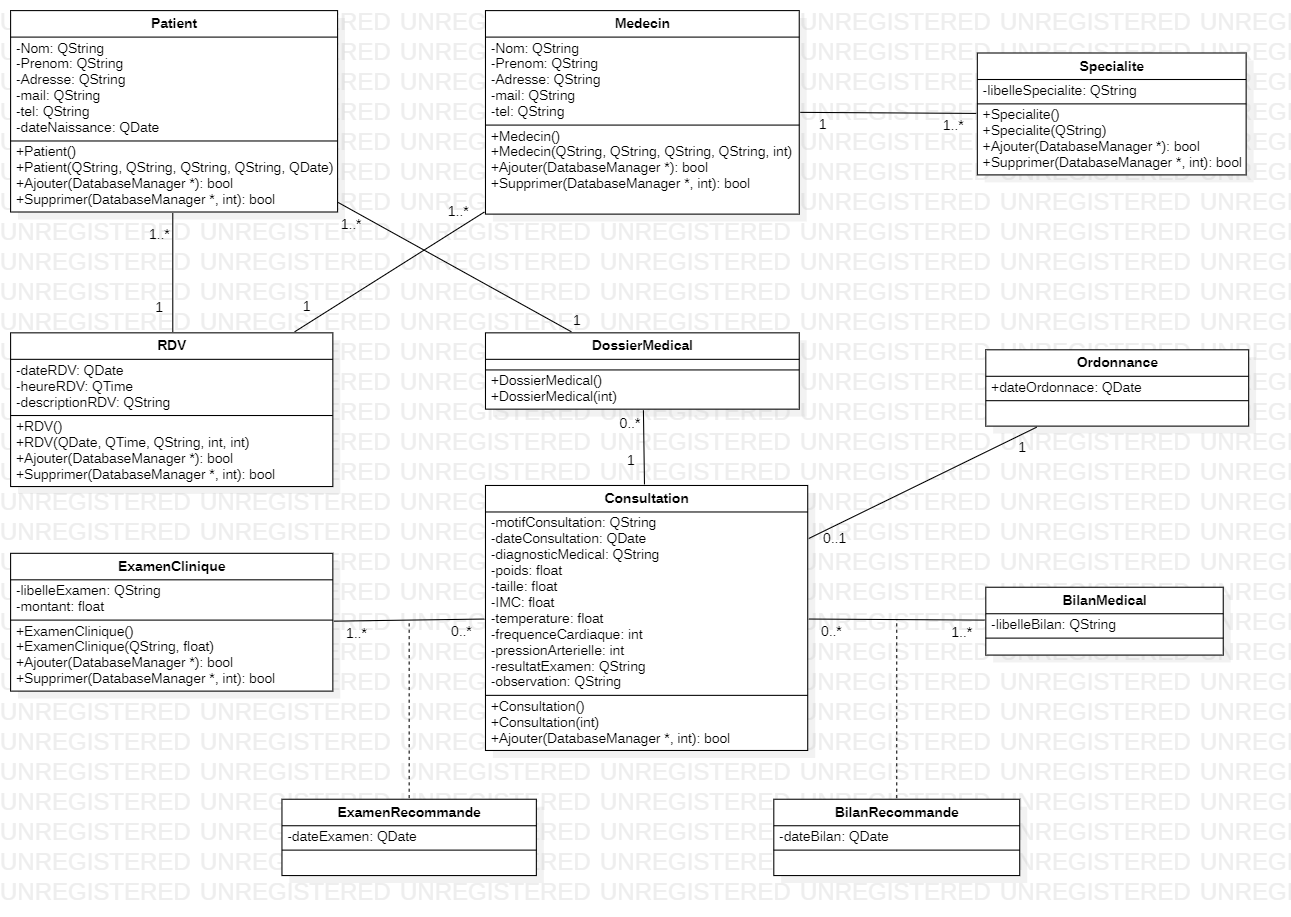 Patient
-Nom: QString
-Prenom: QString
-Adresse: QString
-mail: QString
-tel: QString
-dateNaissance: QDate
+Patient()
+Patient(QString, QString, QString, QString, QDate)
+Ajouter(DatabaseManager *): bool
+Supprimer(DatabaseManager *, int): bool
Medecin
-Nom: QString
-Prenom: QString
-Adresse: QString
-mail: QString
-tel: QString
+Medecin()
+Medecin(QString, QString, QString, QString, int)
+Ajouter(DatabaseManager *): bool
+Supprimer(DatabaseManager *, int): bool
1
1..*
Specialite
-libelleSpecialite: QString
+Specialite()
+Specialite(QString)
+Ajouter(DatabaseManager *): bool
+Supprimer(DatabaseManager *, int): bool
1..*
1
1..*
1
1..*
1
RDV
-dateRDV: QDate
-heureRDV: QTime
-descriptionRDV: QString
+RDV()
+RDV(QDate, QTime, QString, int, int)
+Ajouter(DatabaseManager *): bool
+Supprimer(DatabaseManager *, int): bool
DossierMedical
+DossierMedical()
+DossierMedical(int)
0..*
1
Ordonnance
+dateOrdonnace: QDate
1
0..1
Consultation
-motifConsultation: QString
-dateConsultation: QDate
-diagnosticMedical: QString
-poids: float
-taille: float
-IMC: float
-temperature: float
-frequenceCardiaque: int
-pressionArterielle: int
-resultatExamen: QString
-observation: QString
+Consultation()
+Consultation(int)
+Ajouter(DatabaseManager *, int): bool
ExamenClinique
-libelleExamen: QString
-montant: float
+ExamenClinique()
+ExamenClinique(QString, float)
+Ajouter(DatabaseManager *): bool
+Supprimer(DatabaseManager *, int): bool
1..*
0..*
0..*
1..*
BilanMedical
-libelleBilan: QString
ExamenRecommande
-dateExamen: QDate
BilanRecommande
-dateBilan: QDate
UNREGISTERED